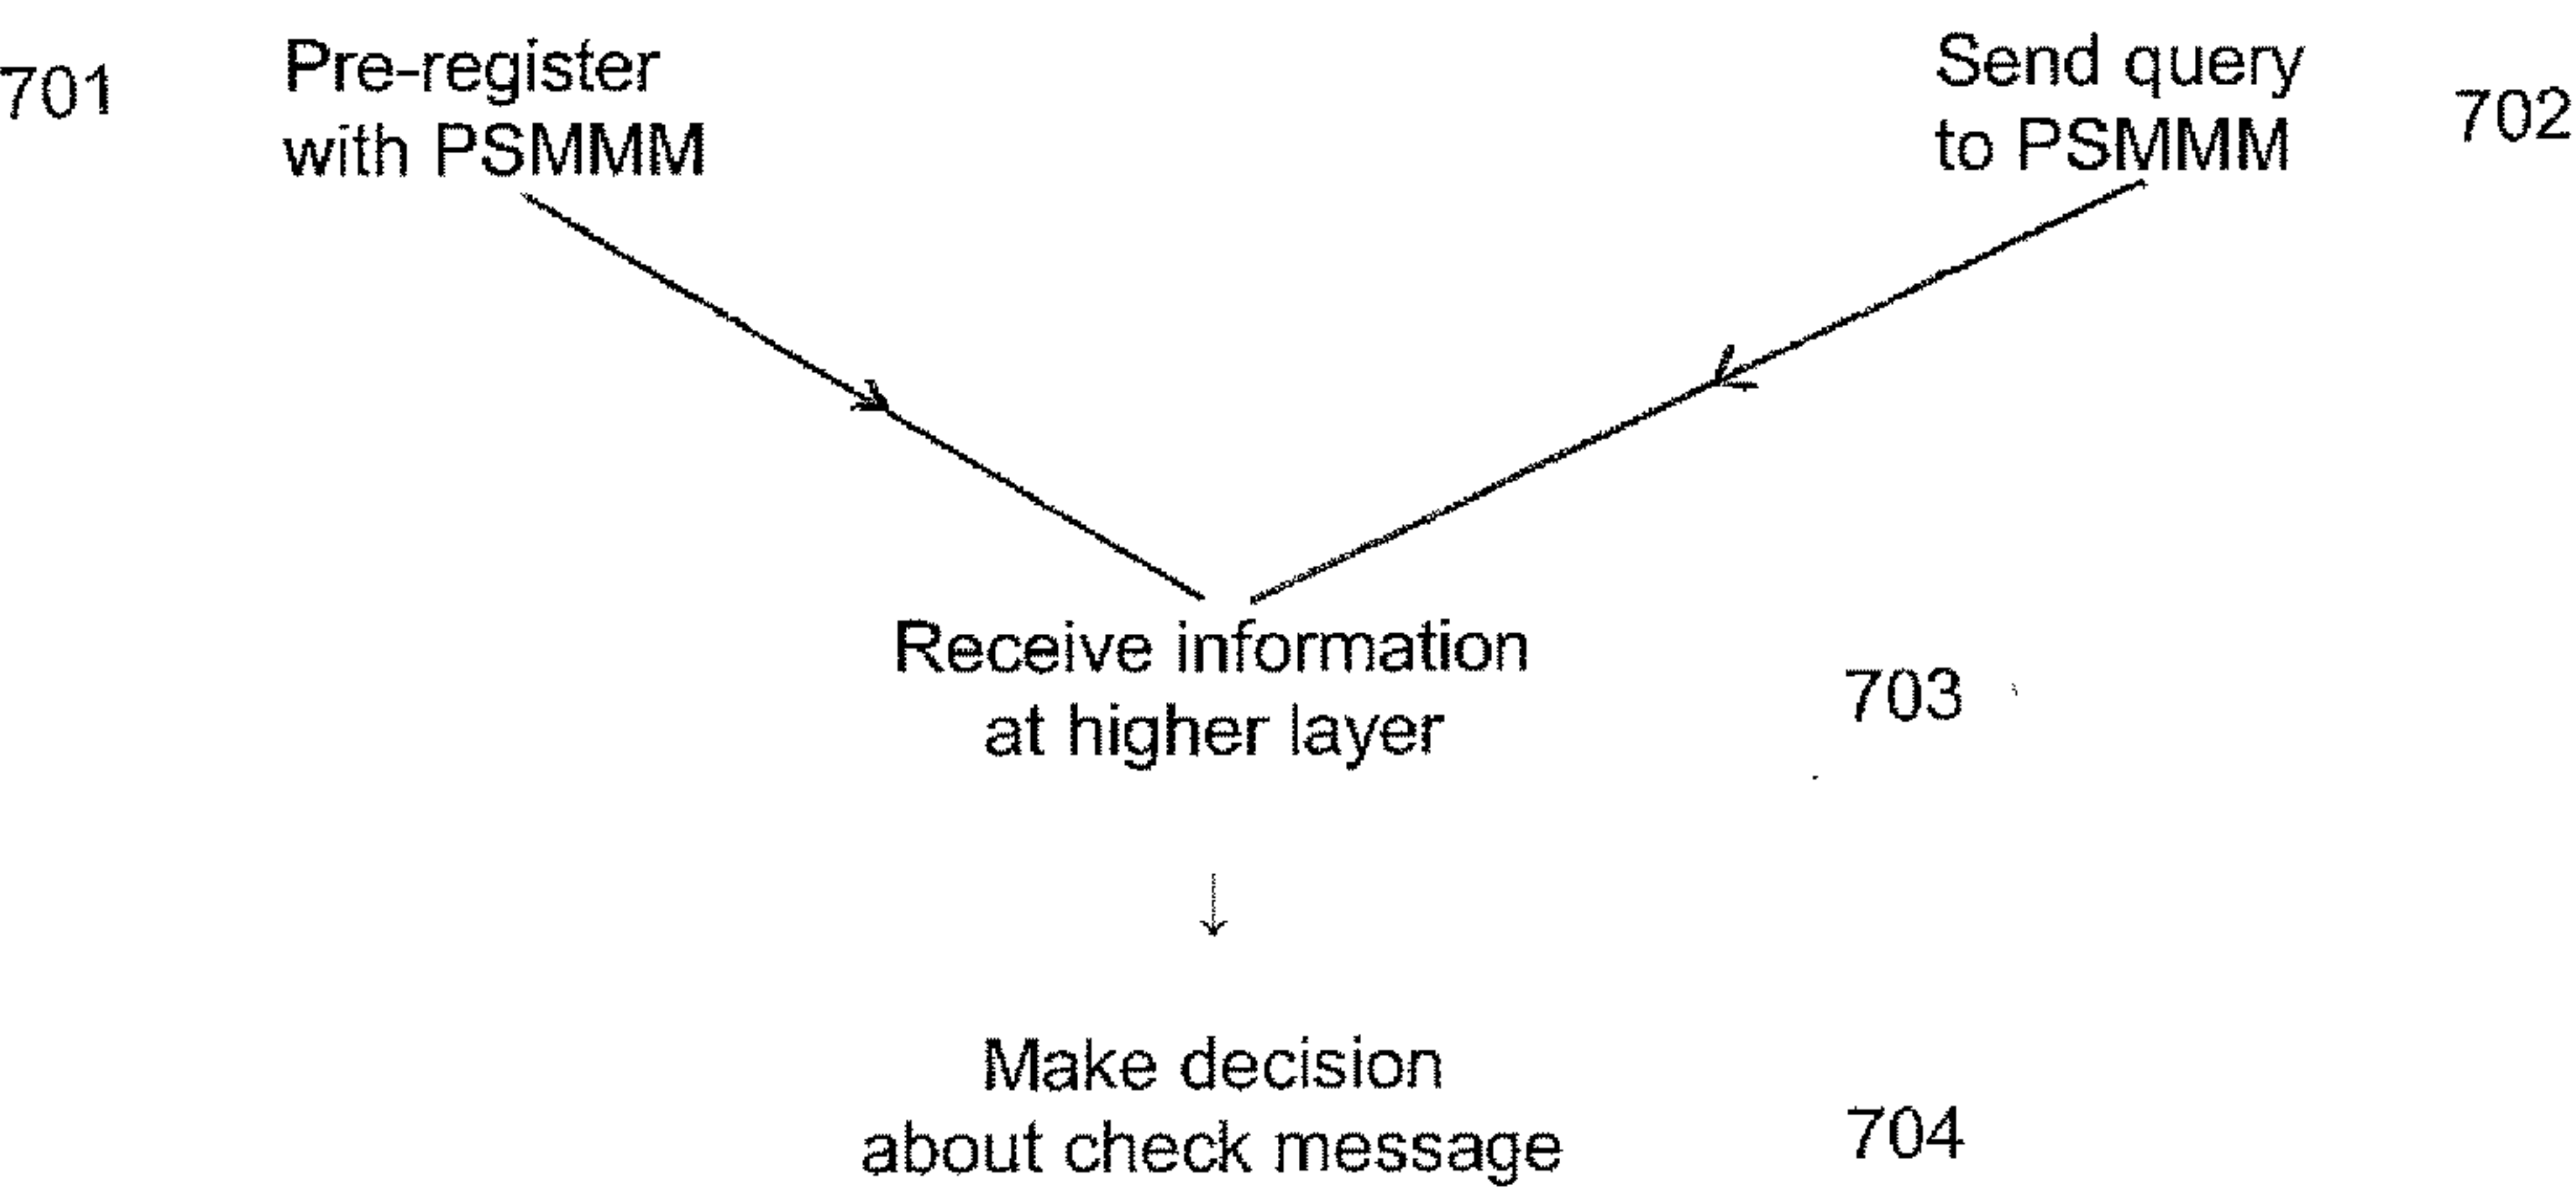 701
Pre-register
with PSMMM
Send query
to PSMMM
702
Receive information
at higher layer
703
Make decision
about check message
704